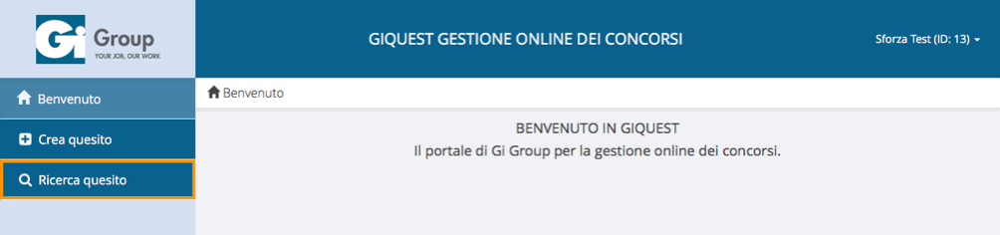 Gi Group
YOUR JOB, OUR WORK
GIQUEST GESTIONE ONLINE DEI CONCORSI
Sforza Test (ID: 13)
Benvenuto
Crea quesito
Ricerca quesito
Benvenuto
BENVENUTO IN GIQUEST
Il portale di Gi Group per la gestione online dei concorsi.